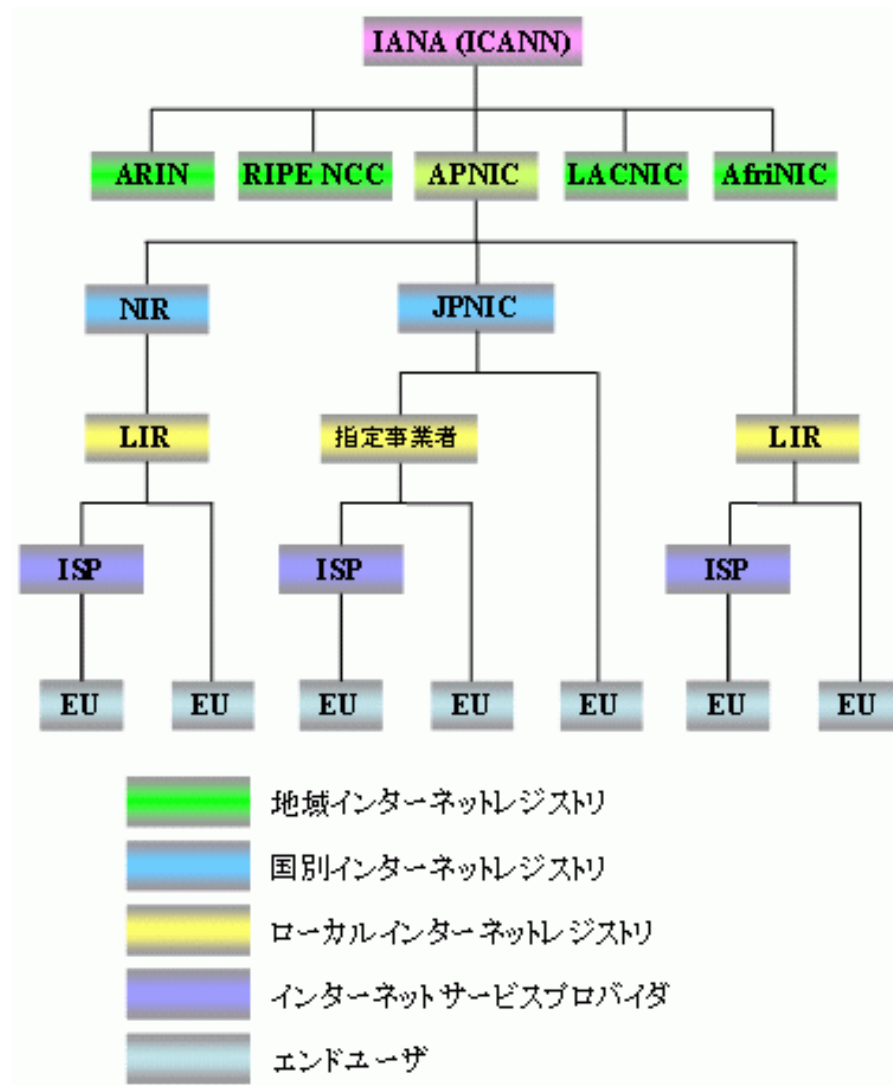 IANA (ICANN)
ARIN
RIPE NCC
APNIC
LACNIC
AfriNIC
NIR
JPNIC
LIR
指定事業者
LIR
ISP
ISP
ISP
EU
EU
EU
EU
EU
EU
EU
地域インターネットレジストリ
国別インターネットレジストリ
ローカルインターネットレジストリ
インターネットサービスプロバイダ
エンドユーザ